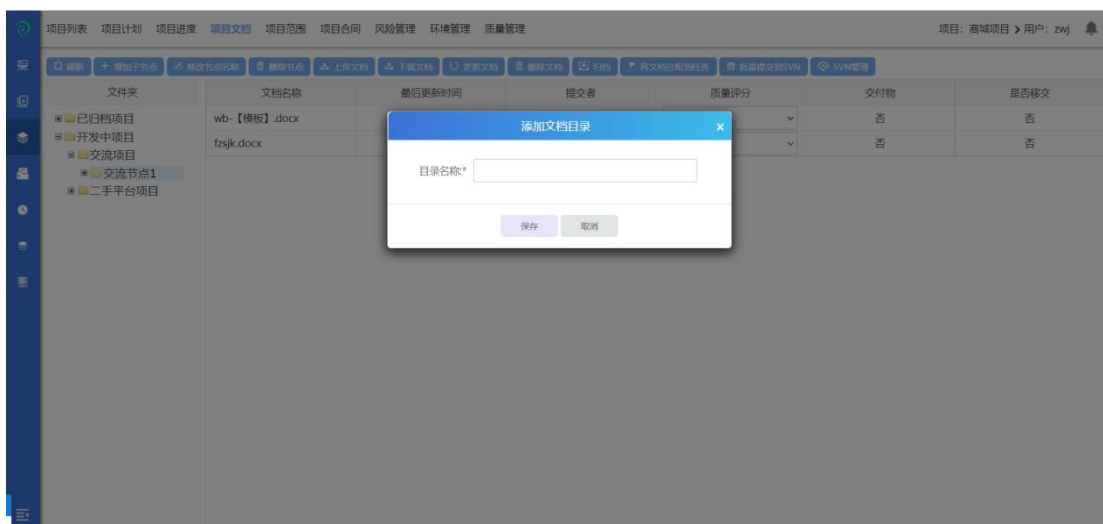 项目列表 项目计划 项目进度 项目文档 项目范围 项目合同 风险管理 环境管理 质量管理 项目：商城项目 > 用户：zwj
刷新 + 增加子节点 修改节点名称 删除节点 上传文档 下载文档 更新文档 删除文档 归档 将文档分配到任务 批量提交到SVN SVN管理
文件夹 文档名称 最后更新时间 提交者 质量评分 交付物 是否移交
已归档项目 wb-【模板】.docx 否 否
开发中项目 fzsjk.docx 否 否
交流项目
交流节点1
二手平台项目
添加文档目录 x
目录名称:*
保存 取消